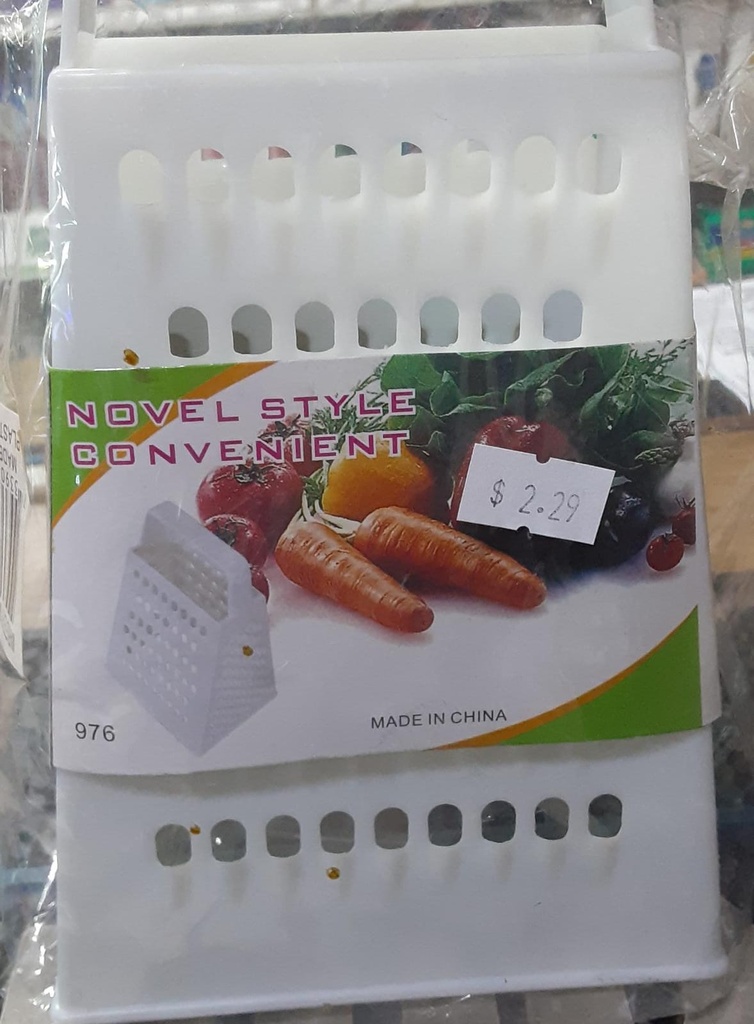 NOVEL STYLE
CONVENIENT
$ 2.29
976
MADE IN CHINA